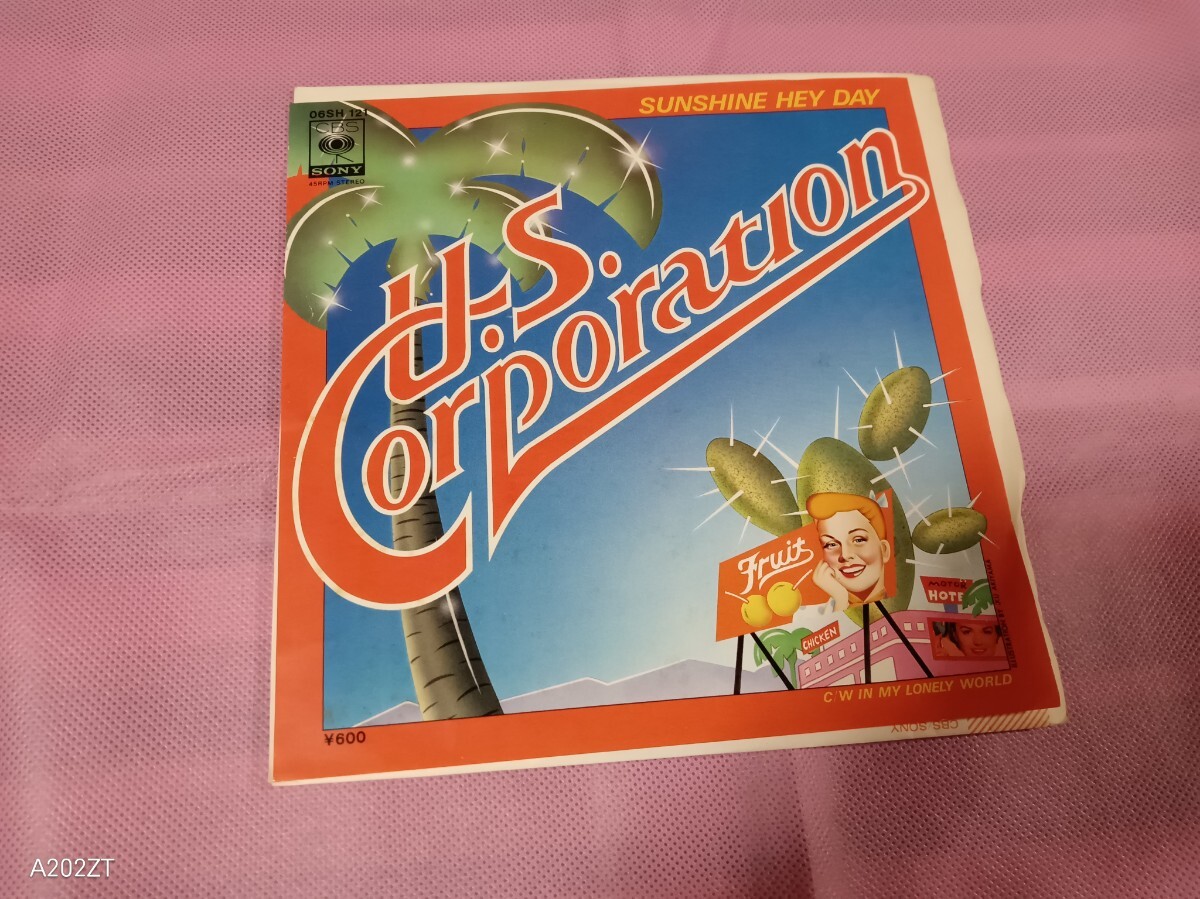 SUNSHINE HEY DAY
06SH 121
CBS
SONY
45RPM STEREO
U.S.
Corporation
Fruit
MOTOR
HOTEL
CHICKEN
C/W IN MY LONELY WORLD
CBS SONY
¥600
A202ZT